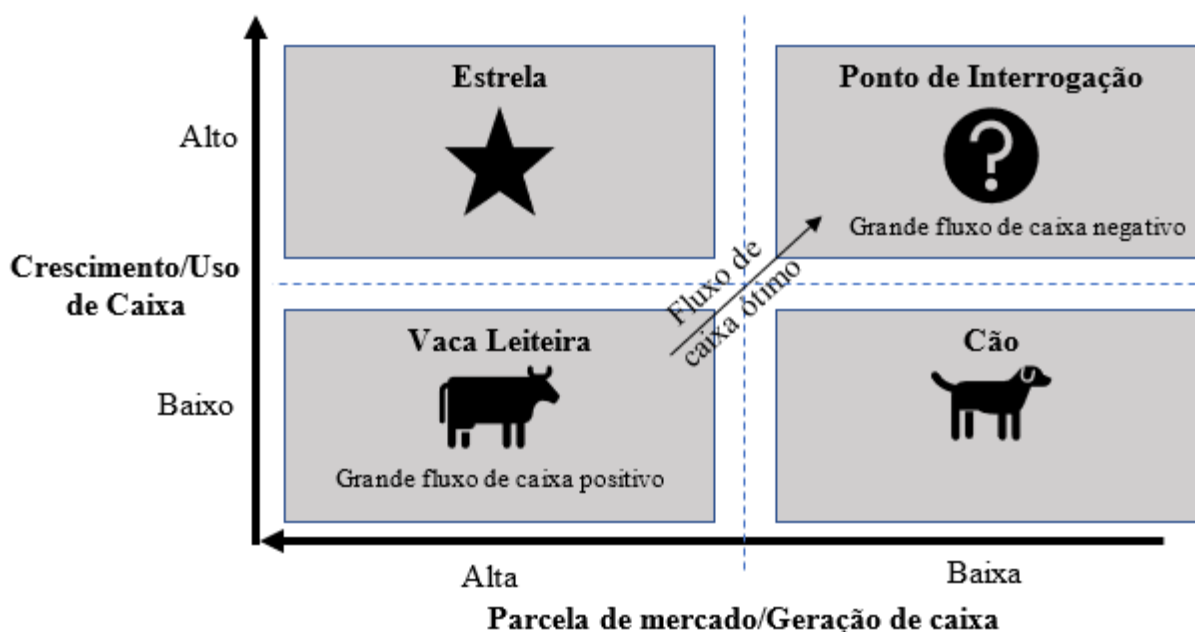 Estrela
Ponto de Interrogação
?
Alto
Grande fluxo de caixa negativo
Crescimento/Uso
de Caixa
Fluxo de
caixa ótimo
Vaca Leiteira
Cão
Baixo
Grande fluxo de caixa positivo
Alta
Baixa
Parcela de mercado/Geração de caixa